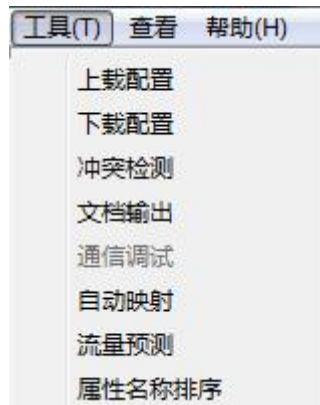 工具(T) 查看 帮助(H)
上载配置
下载配置
冲突检测
文档输出
通信调试
自动映射
流量预测
属性名称排序